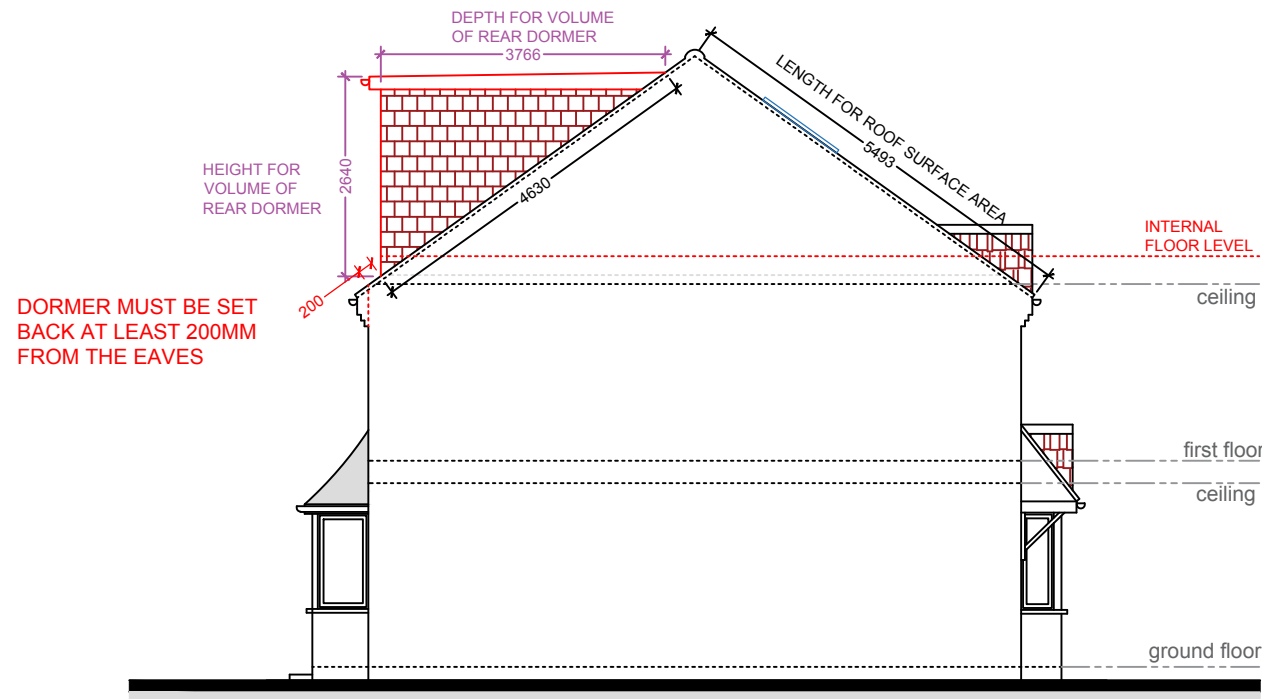 DEPTH FOR VOLUME
OF REAR DORMER
3766
LENGTH FOR ROOF SURFACE AREA
5493
HEIGHT FOR
VOLUME OF
REAR DORMER
2640
4630
INTERNAL
FLOOR LEVEL
200
DORMER MUST BE SET
BACK AT LEAST 200MM
FROM THE EAVES
ceiling
first floor
ceiling
ground floor